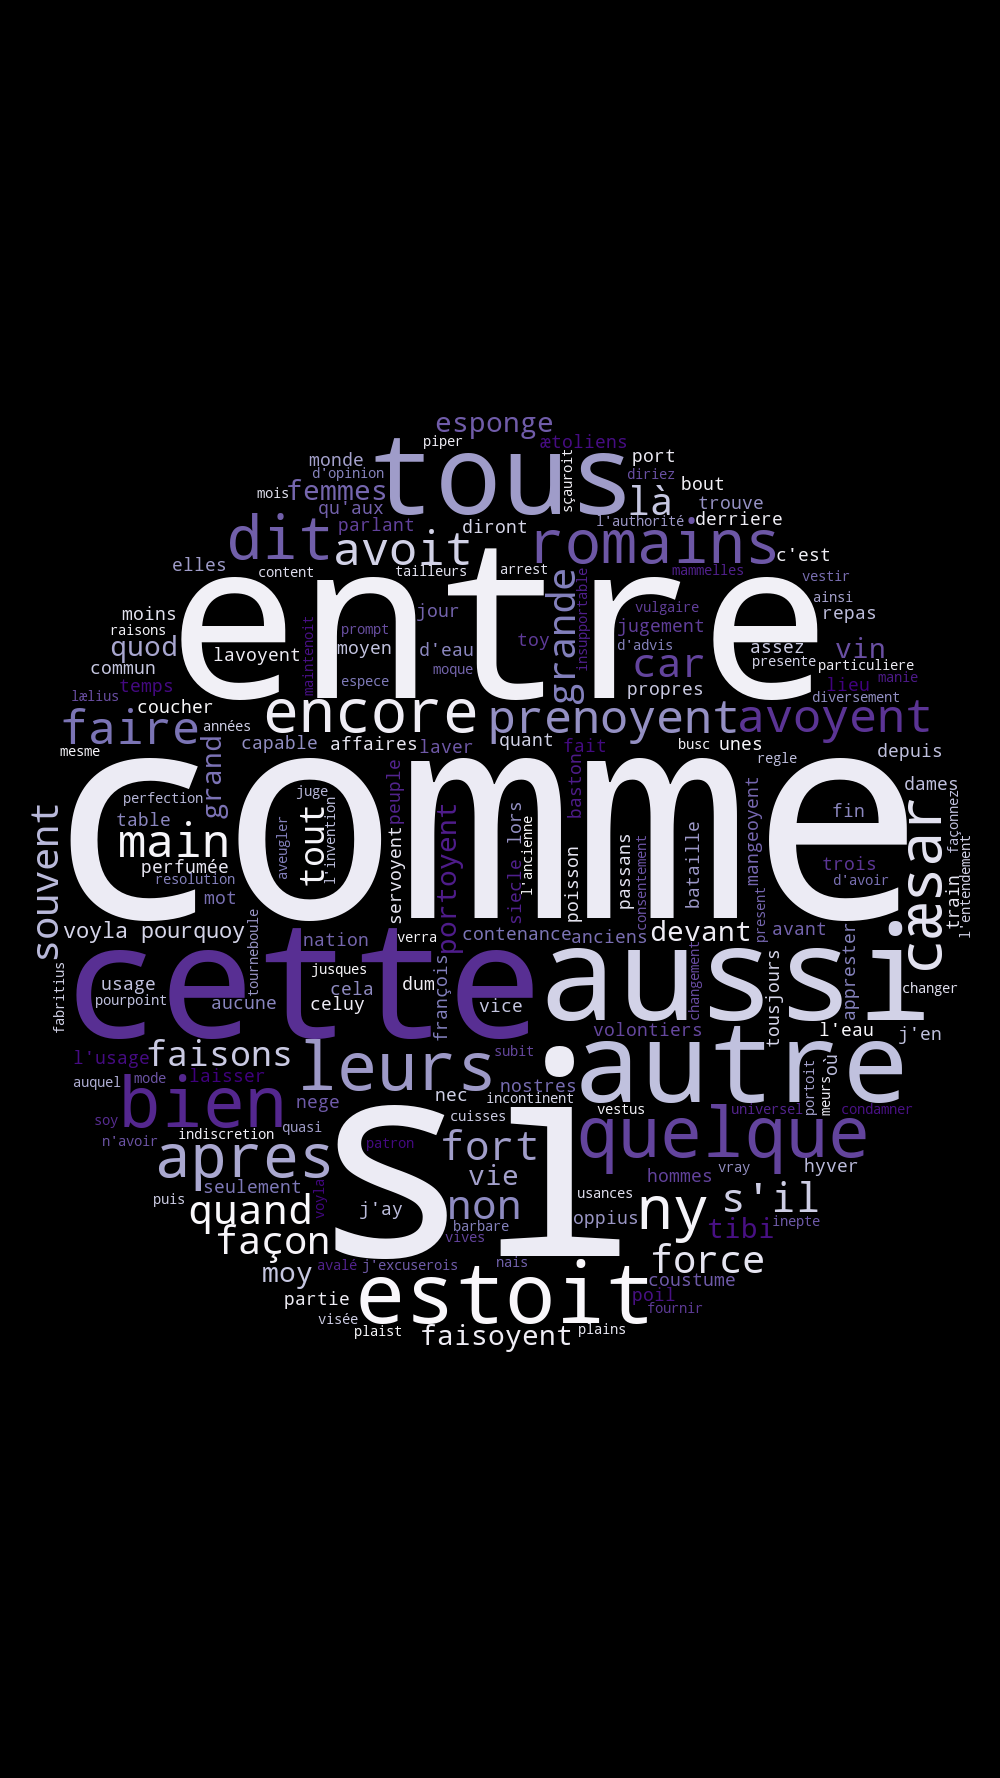 esponge
piper ætoliens
tous
monde port
d'opinion diriez
sçauroit
mois femmes là bout
qu'aux trouve
dit parlant diront l'authorité derriere
avoit romains c'est
elles content tailleurs arrest mammelles vestir
entre
grande
insupportable
ainsi
moins jour vulgaire repas
raisons prompt toy jugement
maintenoit
quod lavoyent moyen d'eau d'advis assez vin
commun moque car presente particuliere
temps espece propres lieu manie
lælius coucher diversement
faire années encore prenoyent avoyent
mesme capable affaires laver quant fait busc unes depuis
grand
regle
comme
peuple
baston
juge dames
perfection fin
souvent
table
main
tout
l'invention
aveugler
servoyent
portoyent
siecle lors
l'ancienne
poisson
passans
consentement
bataille
mangeoyent
present
cæsar
façonnez
train
l'entendement
perfumée trois
resolution d'avoir
mot
voyla pourquoy nation verra contenance anciens devant avant
tourneboule
cette aussi
fabritius
usage jusques dum
françois
changement
tousjours
apprester
pourpoint aucune cela celuy vice changer
volontiers l'eau j'en
l'usage faisons leurs subit autre
où
auquel mode laisser nostres
portoit
meurs
bien nege nec incontinent vestus universel condamner
soy quasi cuisses
n'avoir indiscretion patron fort quelque
apres si vray hyver
seulement vie hommes
voyla
puis quand j'ay non usances ny s'il
barbare oppius tibi inepte
façon vives
moy avalé j'excuserois nais force
coustume
partie estoit poil
fournir
visée
plaist faisoyent plains